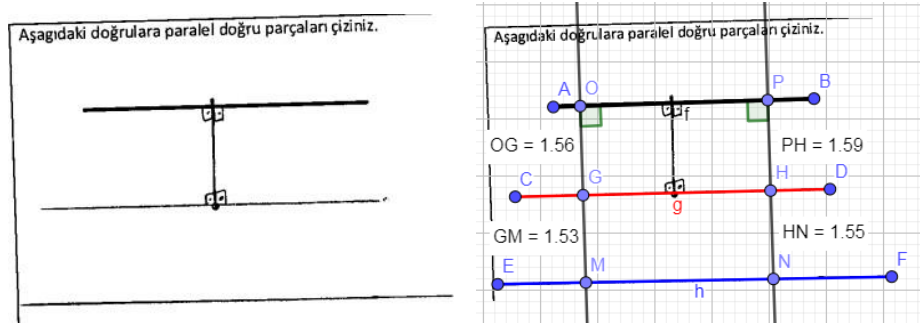 Aşagıdaki doğrulara paralel doğru parçaları çiziniz.
Aşagıdaki doğrulara paralel doğru parçaları çiziniz.
A O P B
f
OG = 1.56 PH = 1.59
C G H D
g
GM = 1.53 HN = 1.55
E M N F
h